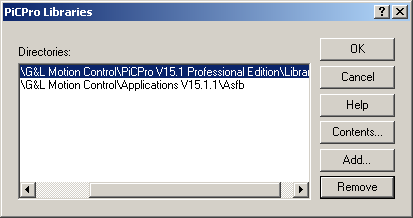 PiCPro Libraries
Directories:
\G&L Motion Control\PiCPro V15.1 Professional Edition\Librar
\G&L Motion Control\Applications V15.1.1\Asfb
OK
Cancel
Help
Contents...
Add...
Remove